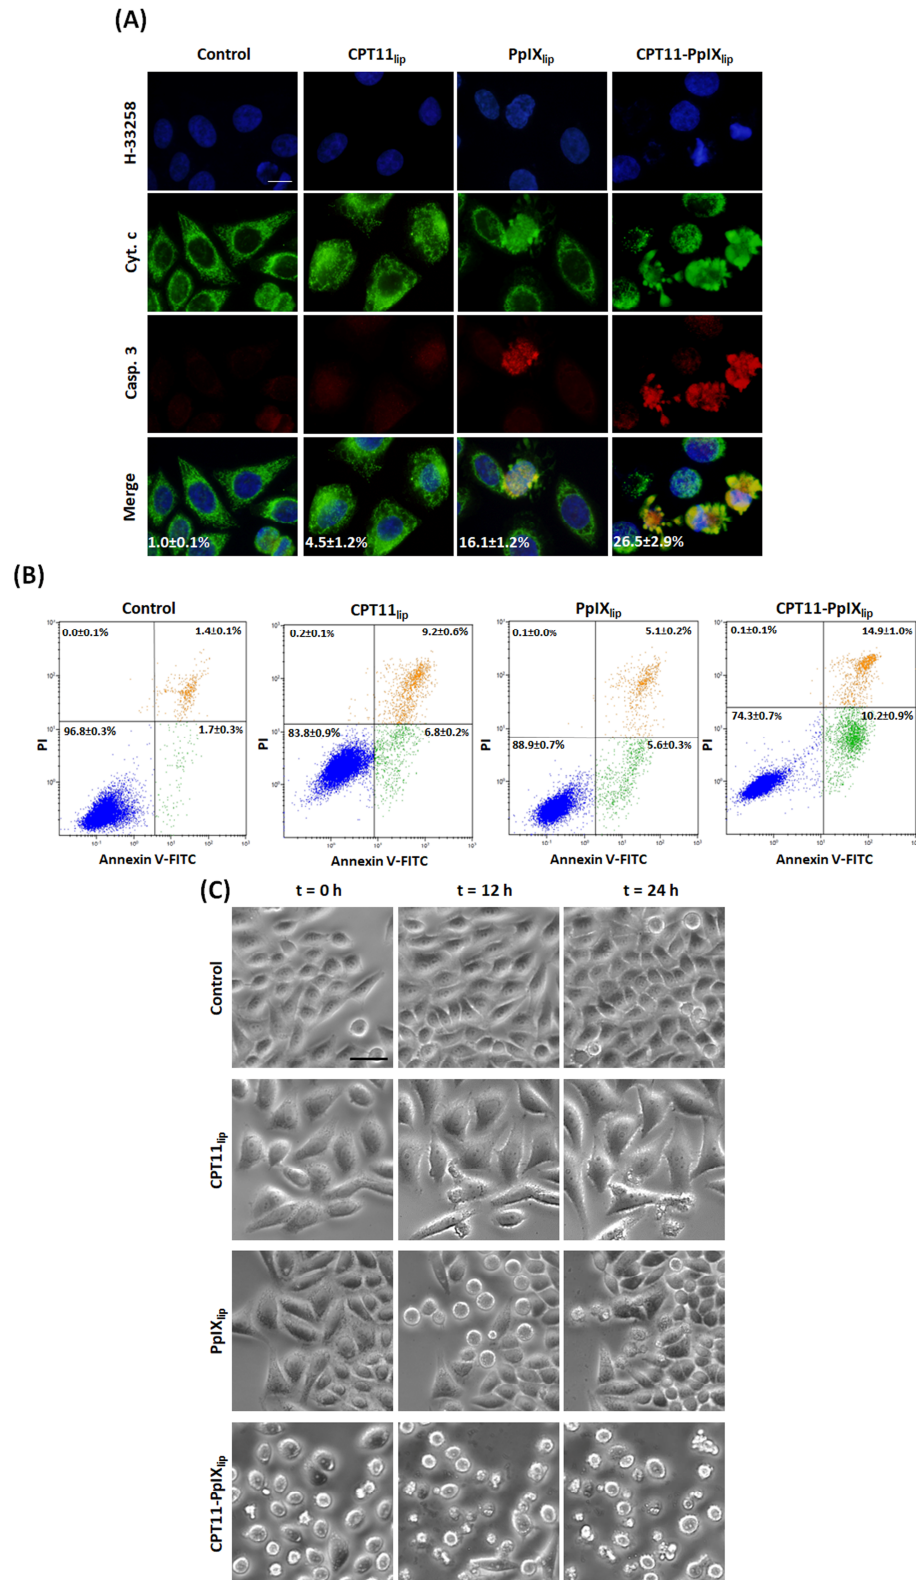 (A)
Control CPT11lip PpIXlip CPT11-PpIXlip
H-33258
Cyt. c
Casp. 3
Merge
1.0±0.1% 4.5±1.2% 16.1±1.2% 26.5±2.9%
(B)
Control CPT11lip PpIXlip CPT11-PpIXlip
0.0±0.1% 1.4±0.1% 0.2±0.1% 9.2±0.6% 0.1±0.0% 5.1±0.2% 0.1±0.1% 14.9±1.0%
96.8±0.3% 1.7±0.3% 83.8±0.9% 6.8±0.2% 88.9±0.7% 5.6±0.3% 74.3±0.7% 10.2±0.9%
PI PI PI PI
Annexin V-FITC Annexin V-FITC Annexin V-FITC Annexin V-FITC
(C)
t = 0 h t = 12 h t = 24 h
Control
CPT11lip
PpIXlip
CPT11-PpIXlip